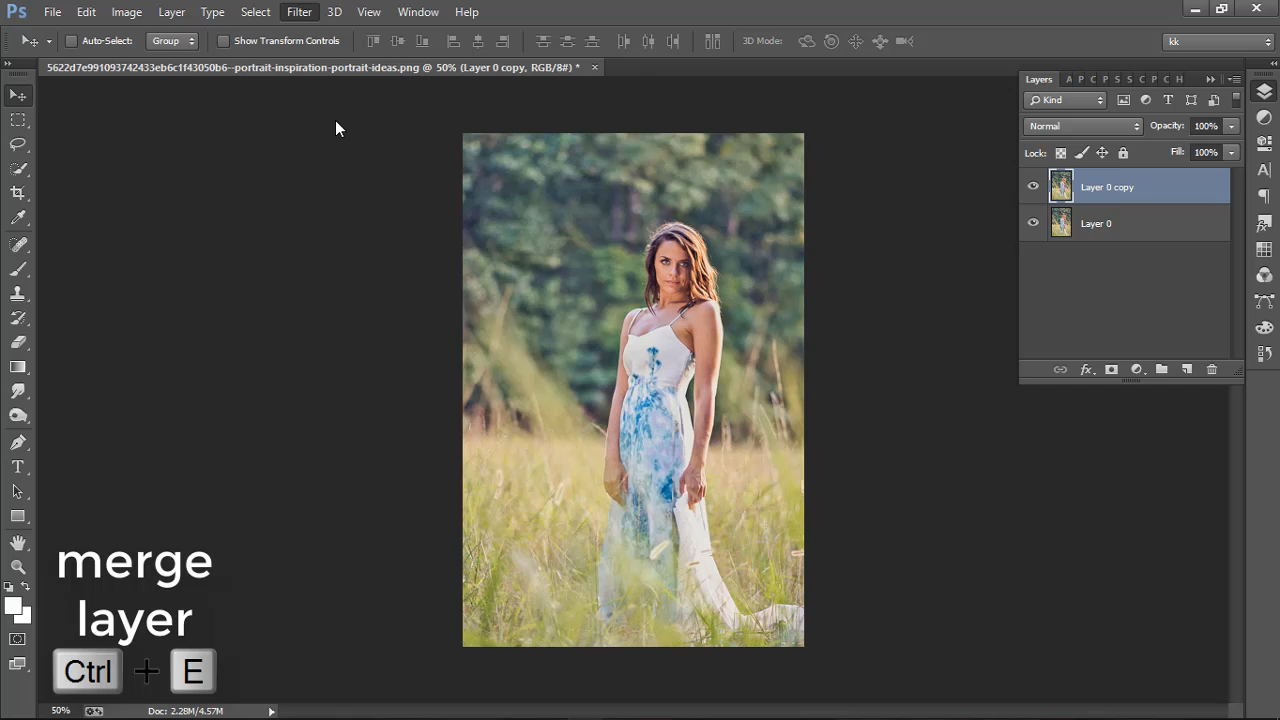 Ps File Edit Image Layer Type Select Filter 3D View Window Help
Auto-Select: Group Show Transform Controls 3D Mode: kk
5622d7e991093742433eb6c1f43050b6--portrait-inspiration-portrait-ideas.png @ 50% (Layer 0 copy, RGB/8#) * ×
Layers A P C P S S C P C H
Kind
Normal Opacity: 100%
Lock: Fill: 100%
Layer 0 copy
Layer 0
fx
merge
layer
Ctrl + E
50% Doc: 2.28M/4.57M